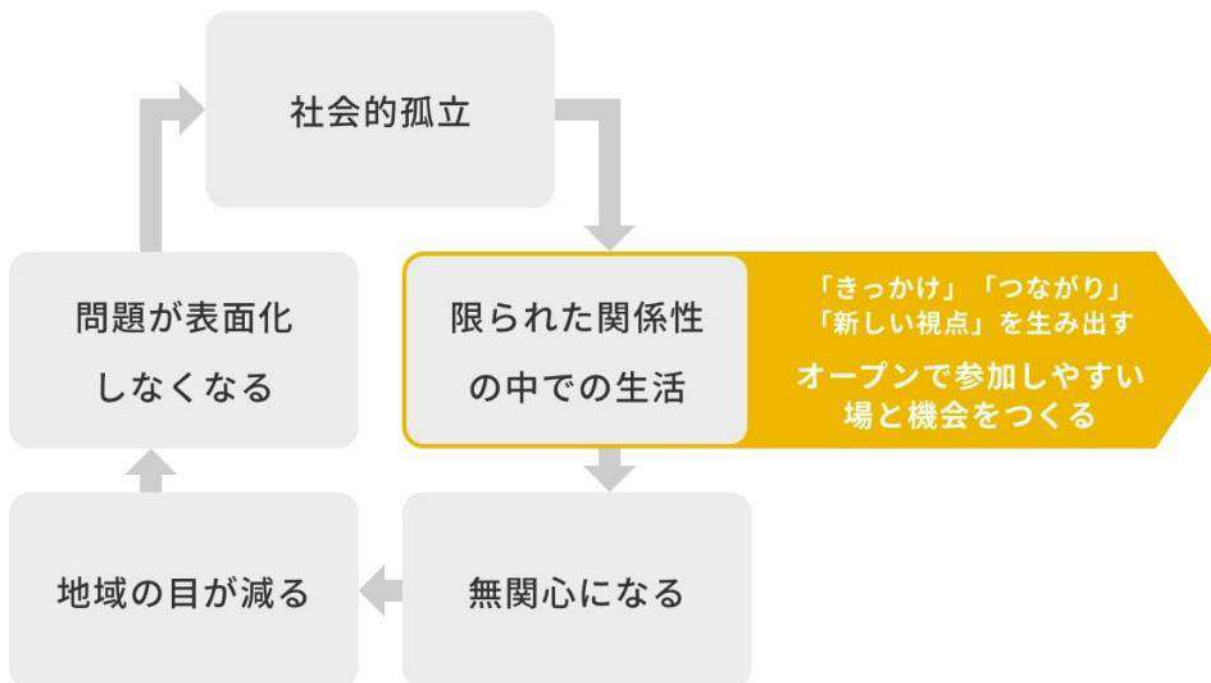 社会的孤立
問題が表面化
しなくなる
限られた関係性
の中での生活
「きっかけ」「つながり」
「新しい視点」を生み出す
オープンで参加しやすい
場と機会をつくる
地域の目が減る
無関心になる